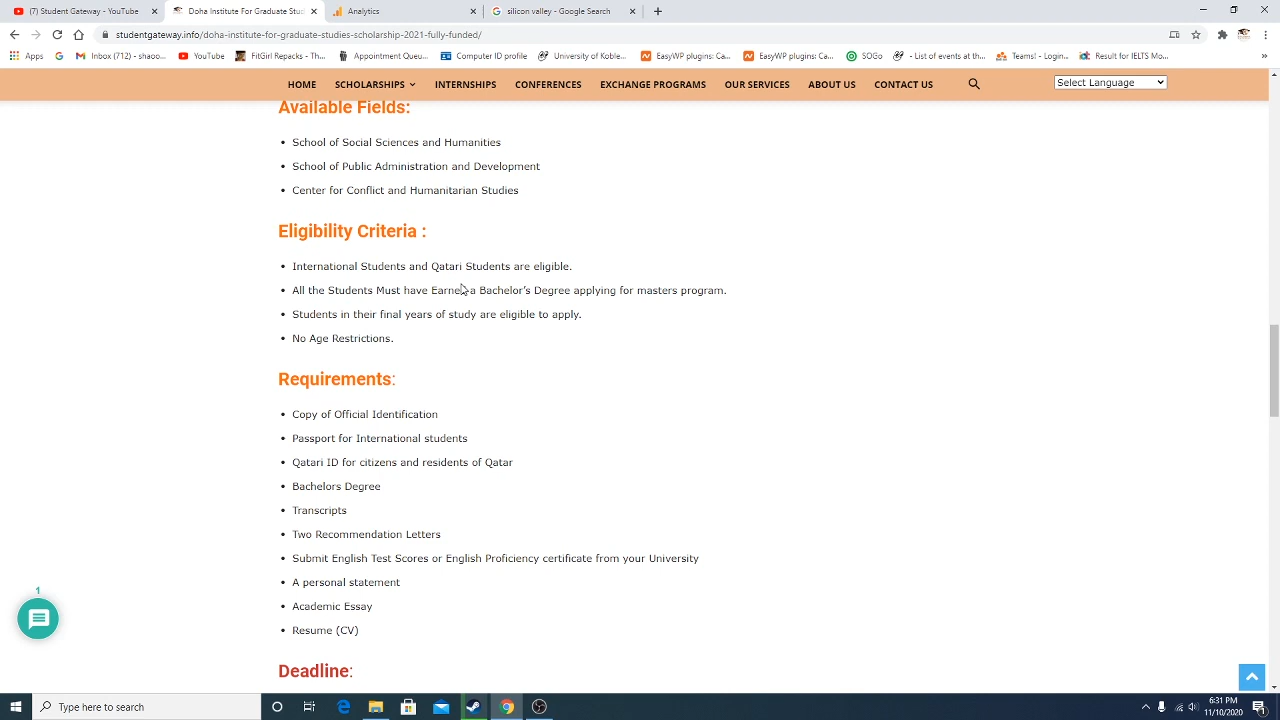 (7) Student Gateway - YouTube
Doha Institute For Graduate Stud
Analytics
silicon valley - Google Search
studentgateway.info/doha-institute-for-graduate-studies-scholarship-2021-fully-funded/
Apps
Inbox (712) - shaoo...
YouTube
FitGirl Repacks - Th...
Appointment Queu...
Computer ID profile
University of Koble...
EasyWP plugins: Ca...
EasyWP plugins: Ca...
SOGo
- List of events at th...
Teams! - Login...
Result for IELTS Mo...
HOME SCHOLARSHIPS INTERNSHIPS CONFERENCES EXCHANGE PROGRAMS OUR SERVICES ABOUT US CONTACT US
Select Language
Available Fields:
• School of Social Sciences and Humanities
• School of Public Administration and Development
• Center for Conflict and Humanitarian Studies
Eligibility Criteria :
• International Students and Qatari Students are eligible.
• All the Students Must have Earned a Bachelor's Degree applying for masters program.
• Students in their final years of study are eligible to apply.
• No Age Restrictions.
Requirements:
• Copy of Official Identification
• Passport for International students
• Qatari ID for citizens and residents of Qatar
• Bachelors Degree
• Transcripts
• Two Recommendation Letters
• Submit English Test Scores or English Proficiency certificate from your University
• A personal statement
• Academic Essay
• Resume (CV)
1
Deadline:
Type here to search
6:31 PM
11/10/2020
1